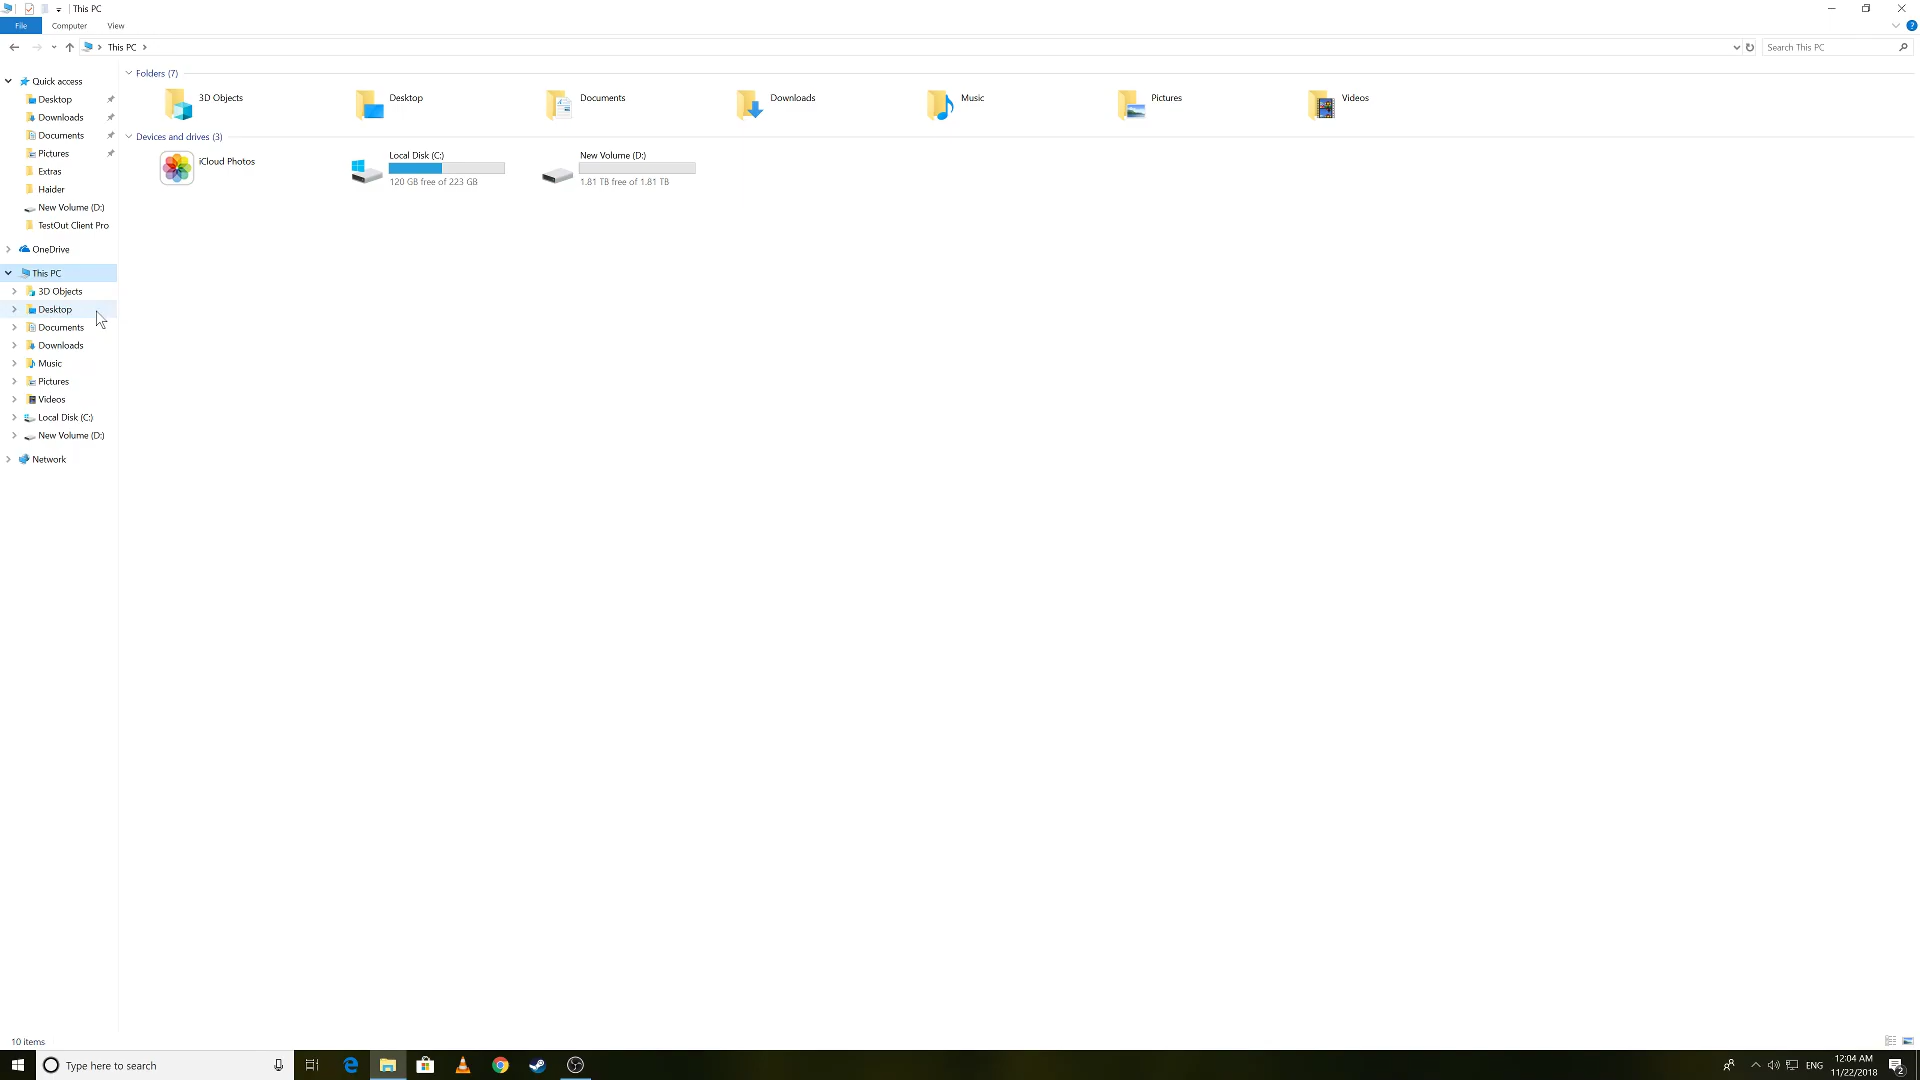 This PC
File Computer View
This PC
Search This PC
Quick access
Desktop
Downloads
Documents
Pictures
Extras
Haider
New Volume (D:)
TestOut Client Pro
OneDrive
This PC
3D Objects
Desktop
Documents
Downloads
Music
Pictures
Videos
Local Disk (C:)
New Volume (D:)
Network
Folders (7)
3D Objects
Desktop
Documents
Downloads
Music
Pictures
Videos
Devices and drives (3)
iCloud Photos
Local Disk (C:)
120 GB free of 223 GB
New Volume (D:)
1.81 TB free of 1.81 TB
10 items
Type here to search
ENG
12:04 AM
11/22/2018
2